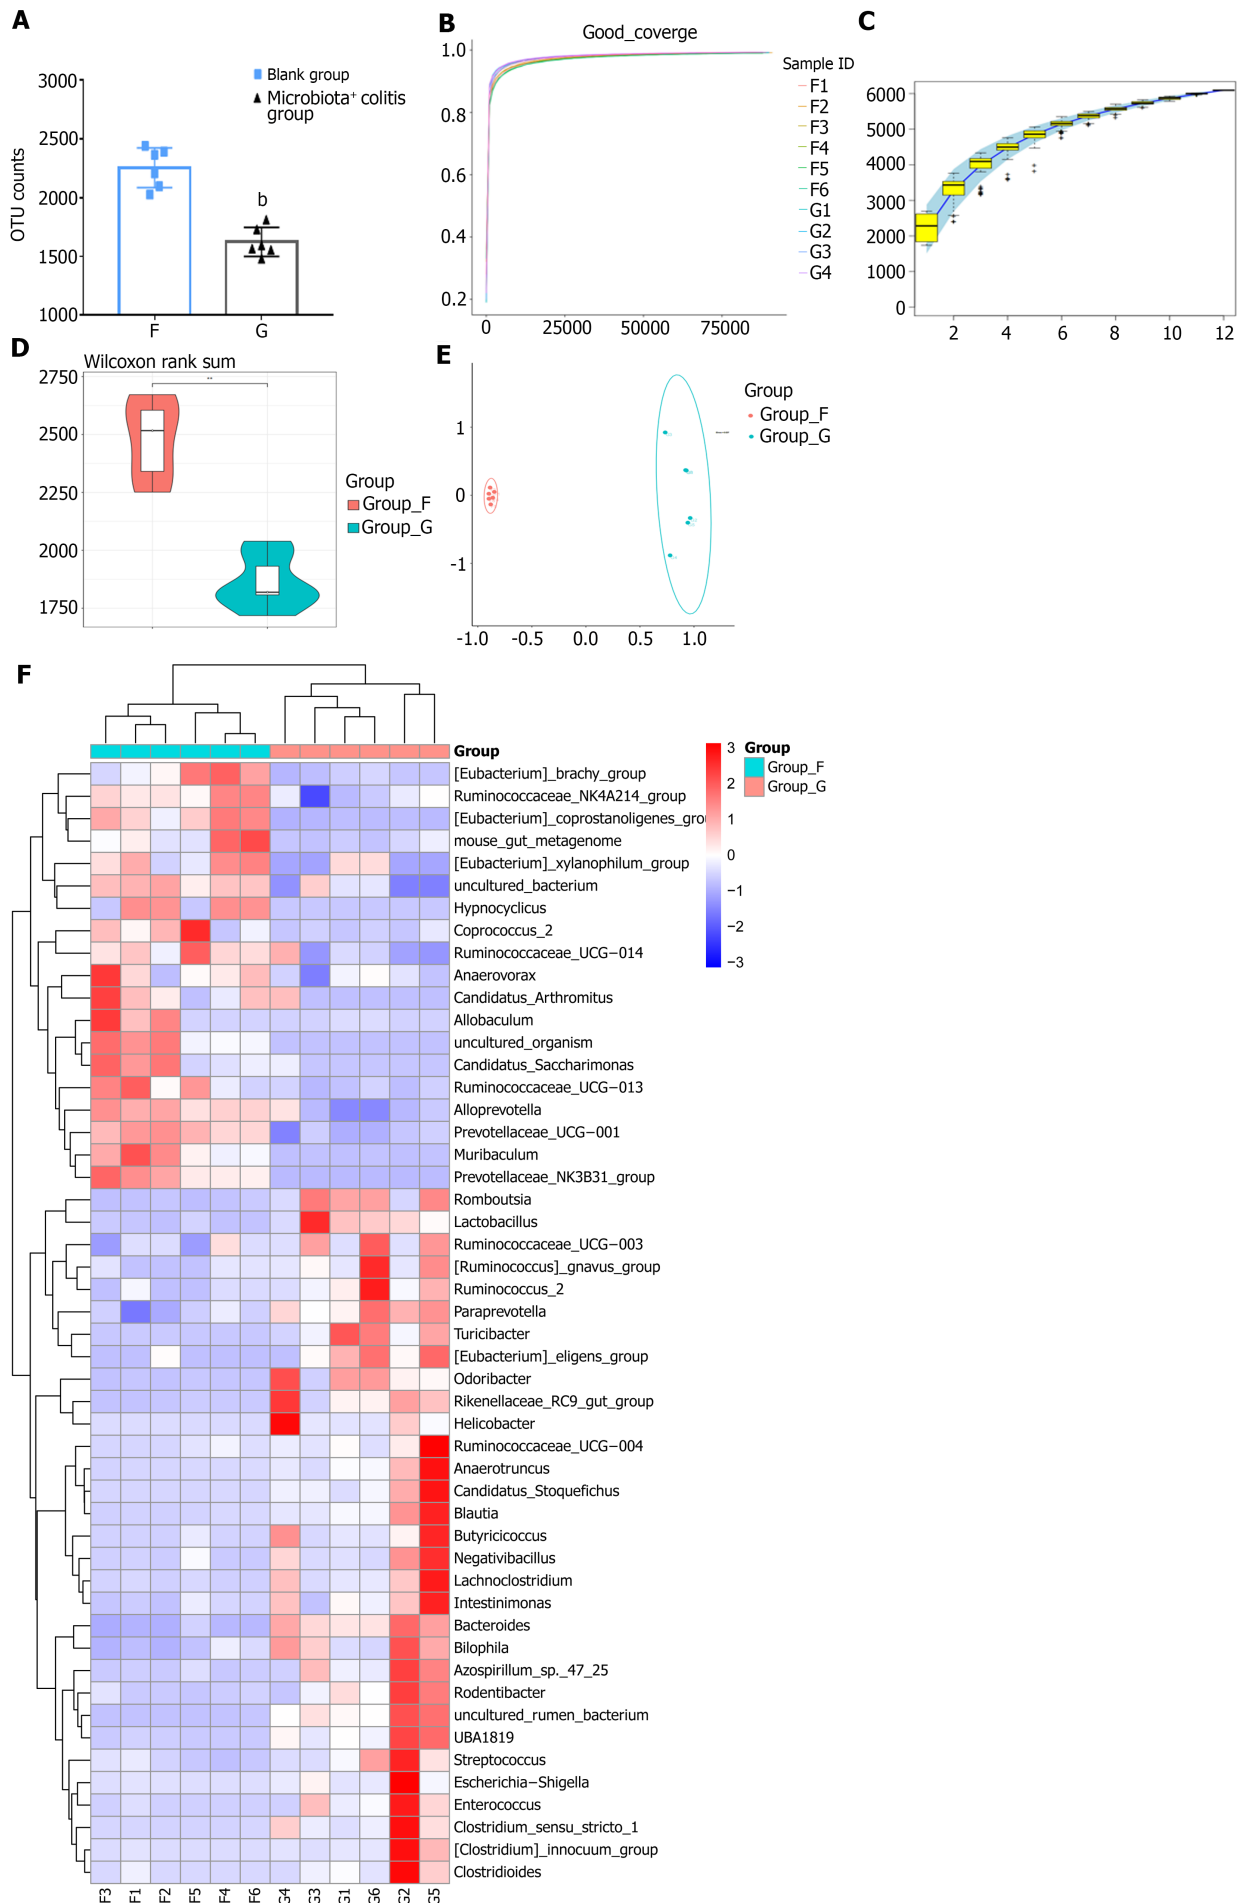 A
3000
2500
2000
1500
1000
OTU counts
Blank group
Microbiota+ colitis
group
b
F
G
B
Good_coverge
1.0
0.8
0.6
0.4
0.2
0
25000
50000
75000
Sample ID
F1
F2
F3
F4
F5
F6
G1
G2
G3
G4
C
6000
5000
4000
3000
2000
1000
0
2
4
6
8
10
12
D
Wilcoxon rank sum
**
2750
2500
2250
2000
1750
Group
Group_F
Group_G
E
1
0
-1
-1.0
-0.5
0.0
0.5
1.0
Group
Group_F
Group_G
F
Group
[Eubacterium]_brachy_group
Ruminococcaceae_NK4A214_group
[Eubacterium]_coprostanoligenes_grou
mouse_gut_metagenome
[Eubacterium]_xylanophilum_group
uncultured_bacterium
Hypnocyclicus
Coprococcus_2
Ruminococcaceae_UCG−014
Anaerovorax
Candidatus_Arthromitus
Allobaculum
uncultured_organism
Candidatus_Saccharimonas
Ruminococcaceae_UCG−013
Alloprevotella
Prevotellaceae_UCG−001
Muribaculum
Prevotellaceae_NK3B31_group
Romboutsia
Lactobacillus
Ruminococcaceae_UCG−003
[Ruminococcus]_gnavus_group
Ruminococcus_2
Paraprevotella
Turicibacter
[Eubacterium]_eligens_group
Odoribacter
Rikenellaceae_RC9_gut_group
Helicobacter
Ruminococcaceae_UCG−004
Anaerotruncus
Candidatus_Stoquefichus
Blautia
Butyricicoccus
Negativibacillus
Lachnoclostridium
Intestinimonas
Bacteroides
Bilophila
Azospirillum_sp._47_25
Rodentibacter
uncultured_rumen_bacterium
UBA1819
Streptococcus
Escherichia−Shigella
Enterococcus
Clostridium_sensu_stricto_1
[Clostridium]_innocuum_group
Clostridioides
3
2
1
0
−1
−2
−3
Group
Group_F
Group_G
F3
F1
F2
F5
F4
F6
G4
G3
G1
G6
G2
G5